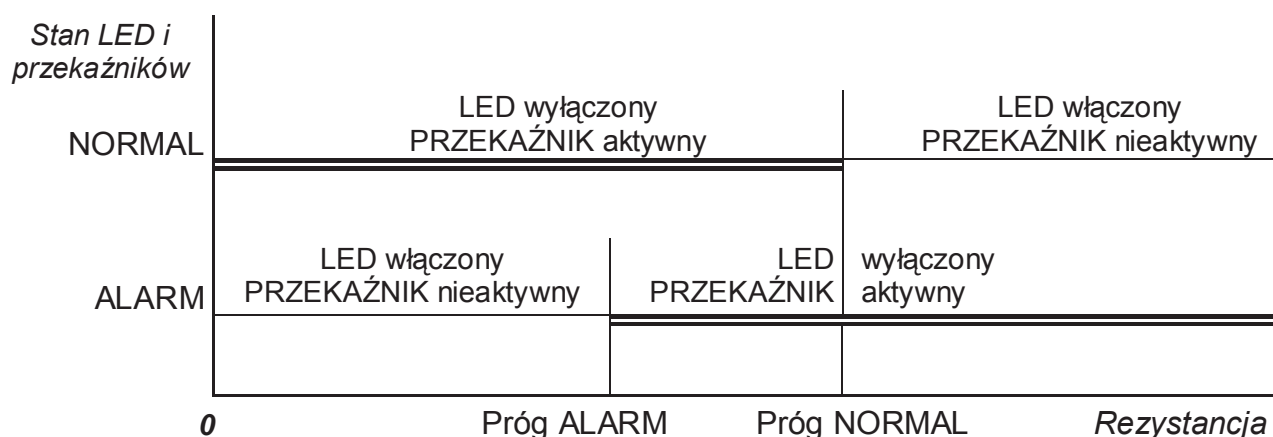 Stan LED i
przekaźników
LED wyłączony
PRZEKAŹNIK aktywny
LED włączony
PRZEKAŹNIK nieaktywny
NORMAL
LED włączony
PRZEKAŹNIK nieaktywny
LED wyłączony
PRZEKAŹNIK aktywny
ALARM
0 Próg ALARM Próg NORMAL Rezystancja